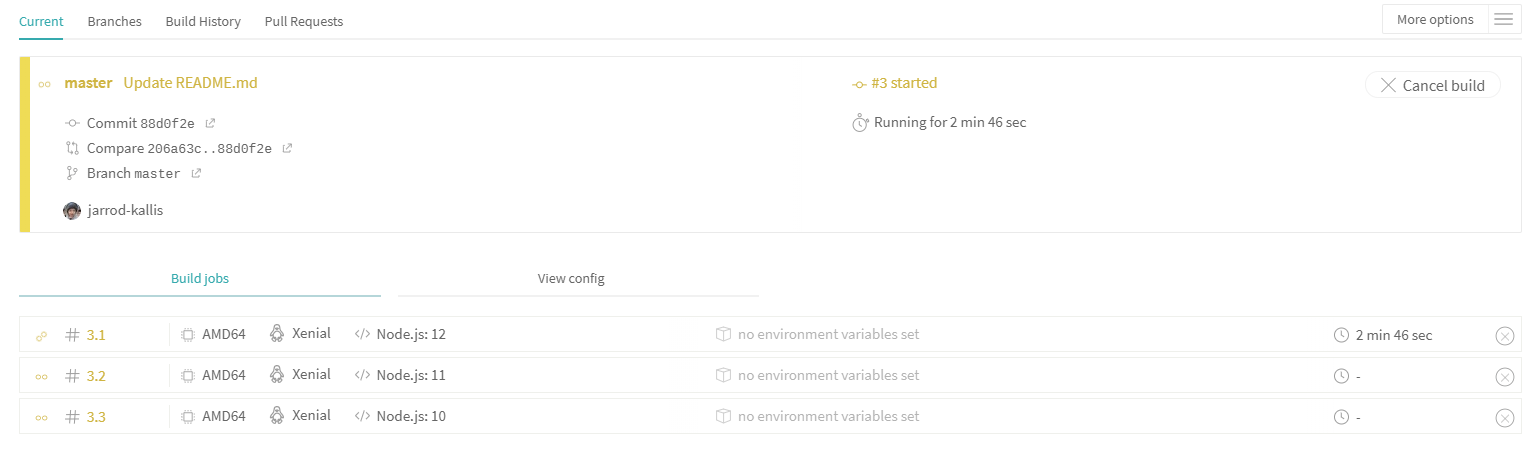 Current Branches Build History Pull Requests More options
master Update README.md #3 started Cancel build
Commit 88d0f2e Running for 2 min 46 sec
Compare 206a63c..88d0f2e
Branch master
jarrod-kallis
Build jobs View config
# 3.1 AMD64 Xenial </> Node.js: 12 no environment variables set 2 min 46 sec
# 3.2 AMD64 Xenial </> Node.js: 11 no environment variables set -
# 3.3 AMD64 Xenial </> Node.js: 10 no environment variables set -